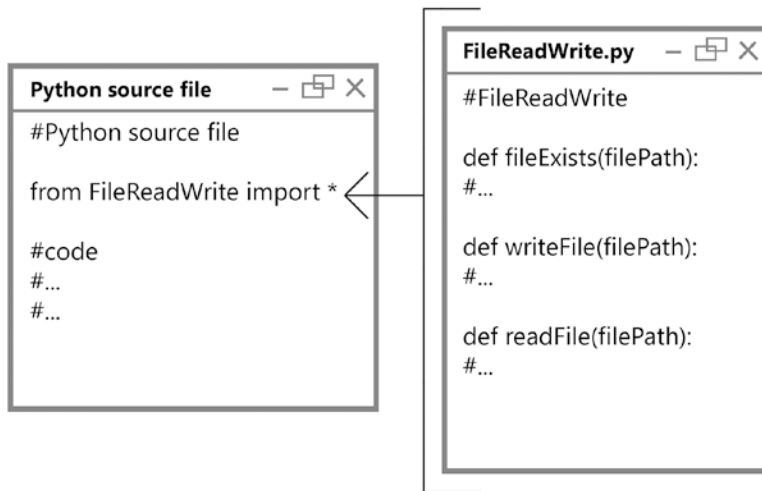 Python source file
#Python source file
from FileReadWrite import *
#code
#...
#...
FileReadWrite.py
#FileReadWrite
def fileExists(filePath):
#...
def writeFile(filePath):
#...
def readFile(filePath):
#...